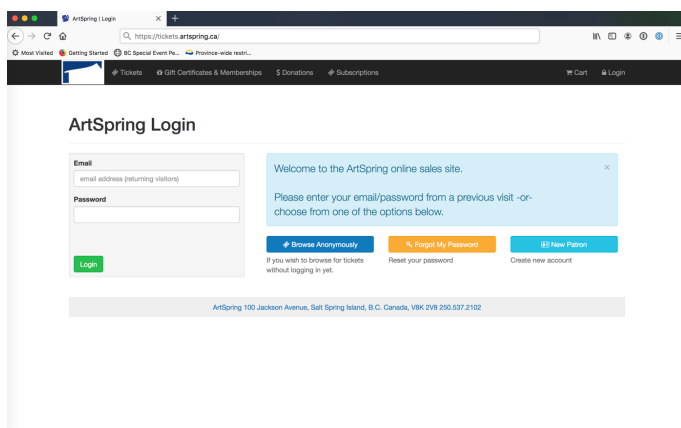 ArtSpring | Login
https://tickets.artspring.ca/
Most Visited Getting Started BC Special Event Pe... Province-wide restri...
Tickets Gift Certificates & Memberships $ Donations Subscriptions Cart Login
ArtSpring Login
Email
email address (returning visitors)
Password
Login
Welcome to the ArtSpring online sales site.
Please enter your email/password from a previous visit -or-
choose from one of the options below.
Browse Anonymously
If you wish to browse for tickets
without logging in yet.
Forgot My Password
Reset your password
New Patron
Create new account
ArtSpring 100 Jackson Avenue, Salt Spring Island, B.C. Canada, V8K 2V8 250.537.2102